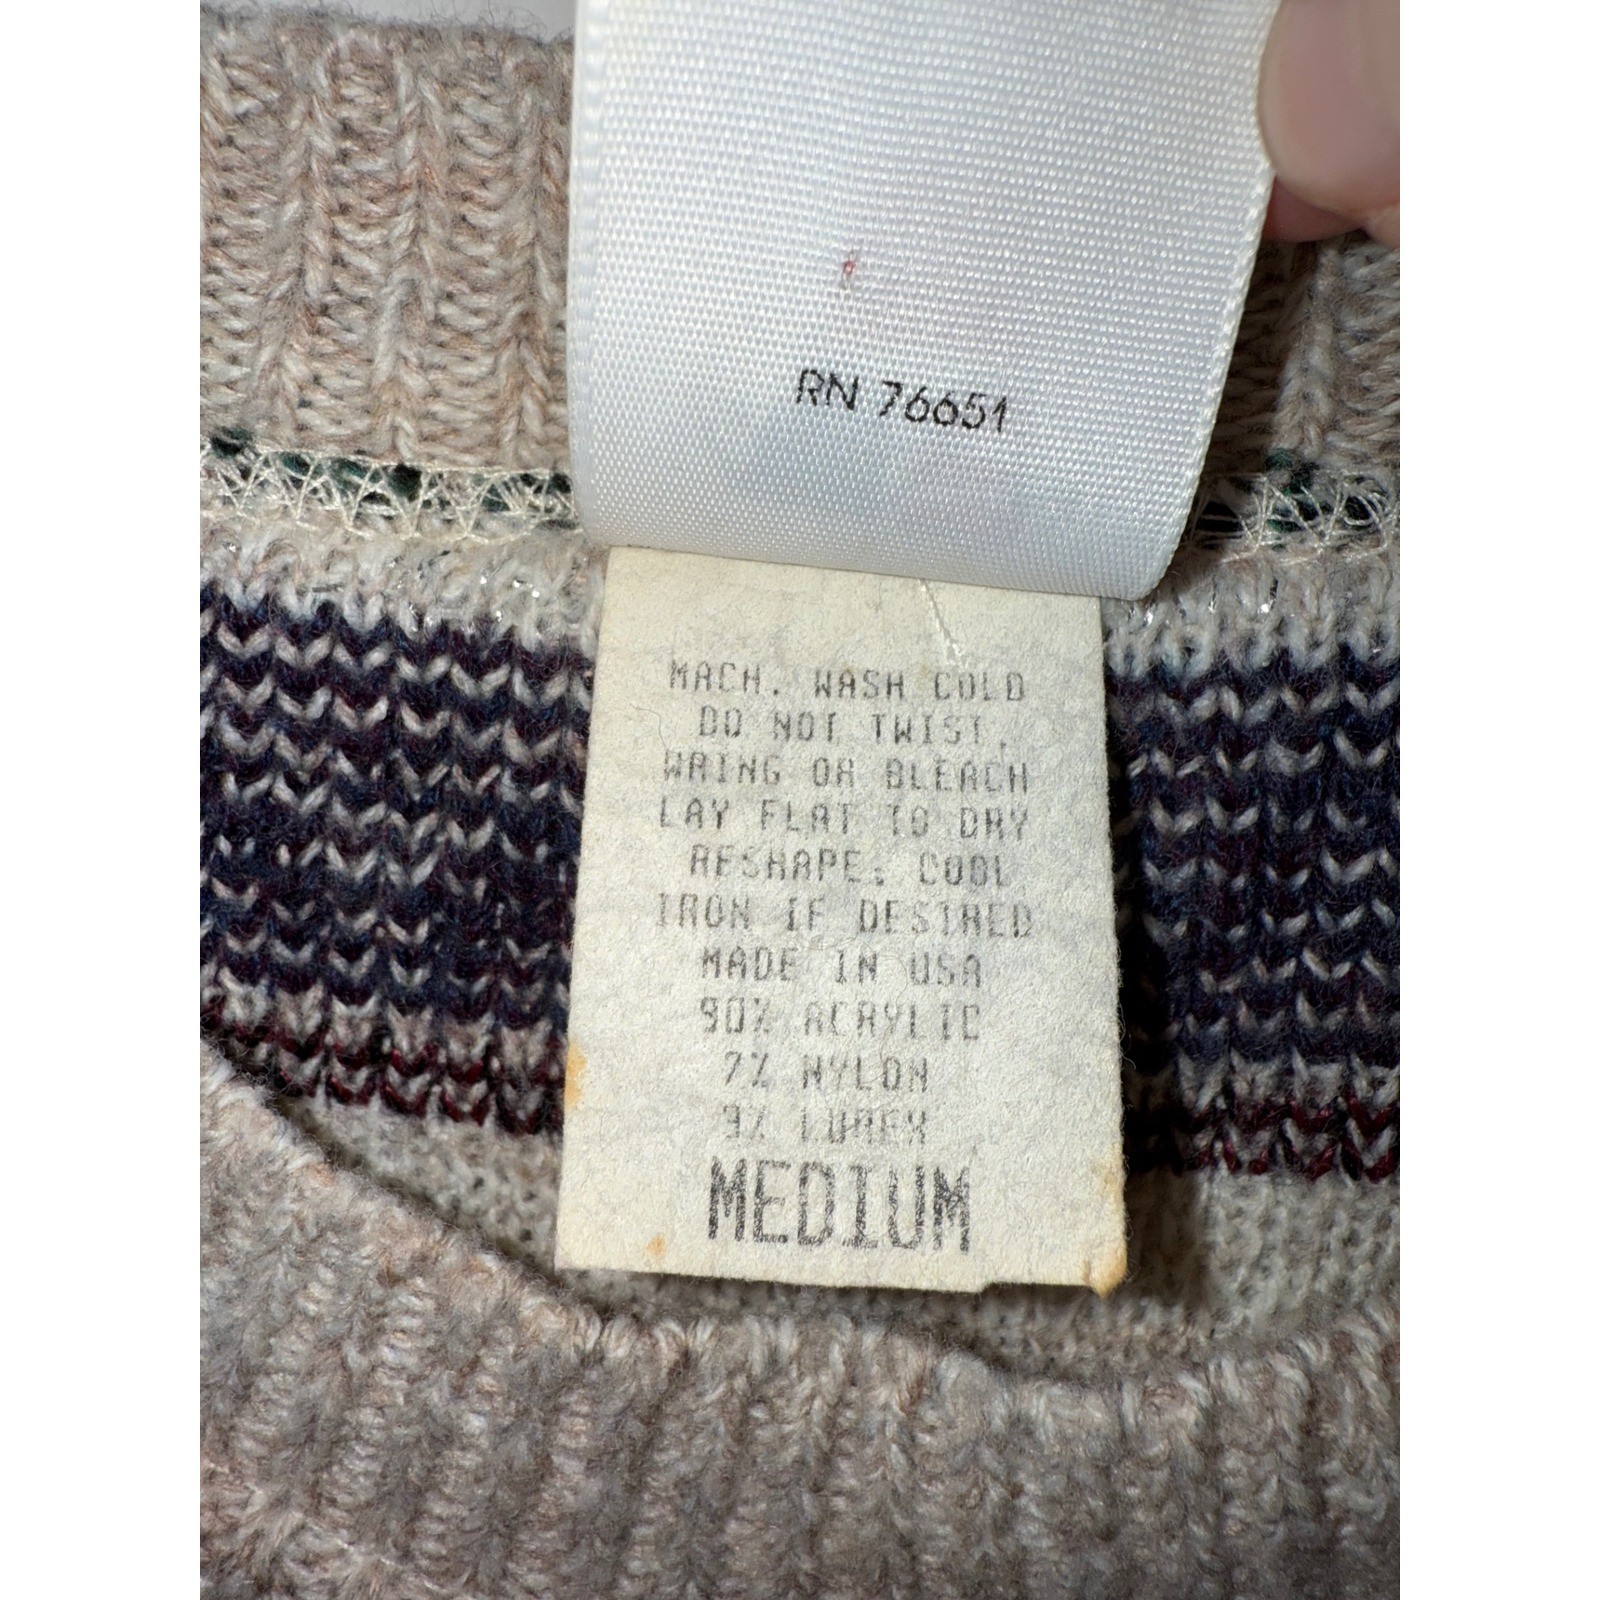 RN 76651
MACH. WASH COLD
DO NOT TWIST,
WRING OR BLEACH
LAY FLAT TO DRY
RESHAPE. COOL
IRON IF DESIRED
MADE IN USA
90% ACRYLIC
7% NYLON
3% LUREX
MEDIUM